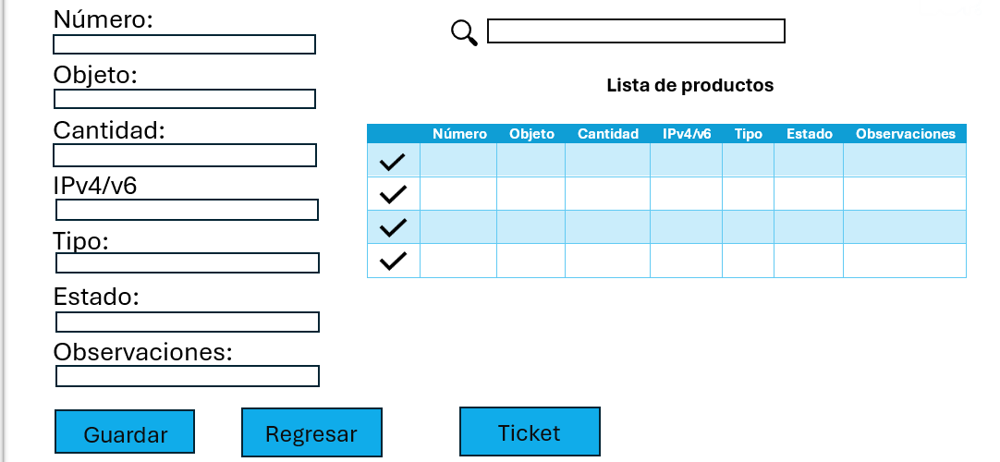 Número:
Objeto:
Cantidad:
IPv4/v6
Tipo:
Estado:
Observaciones:
Guardar
Regresar
Ticket
Lista de productos
Número Objeto Cantidad IPv4/v6 Tipo Estado Observaciones